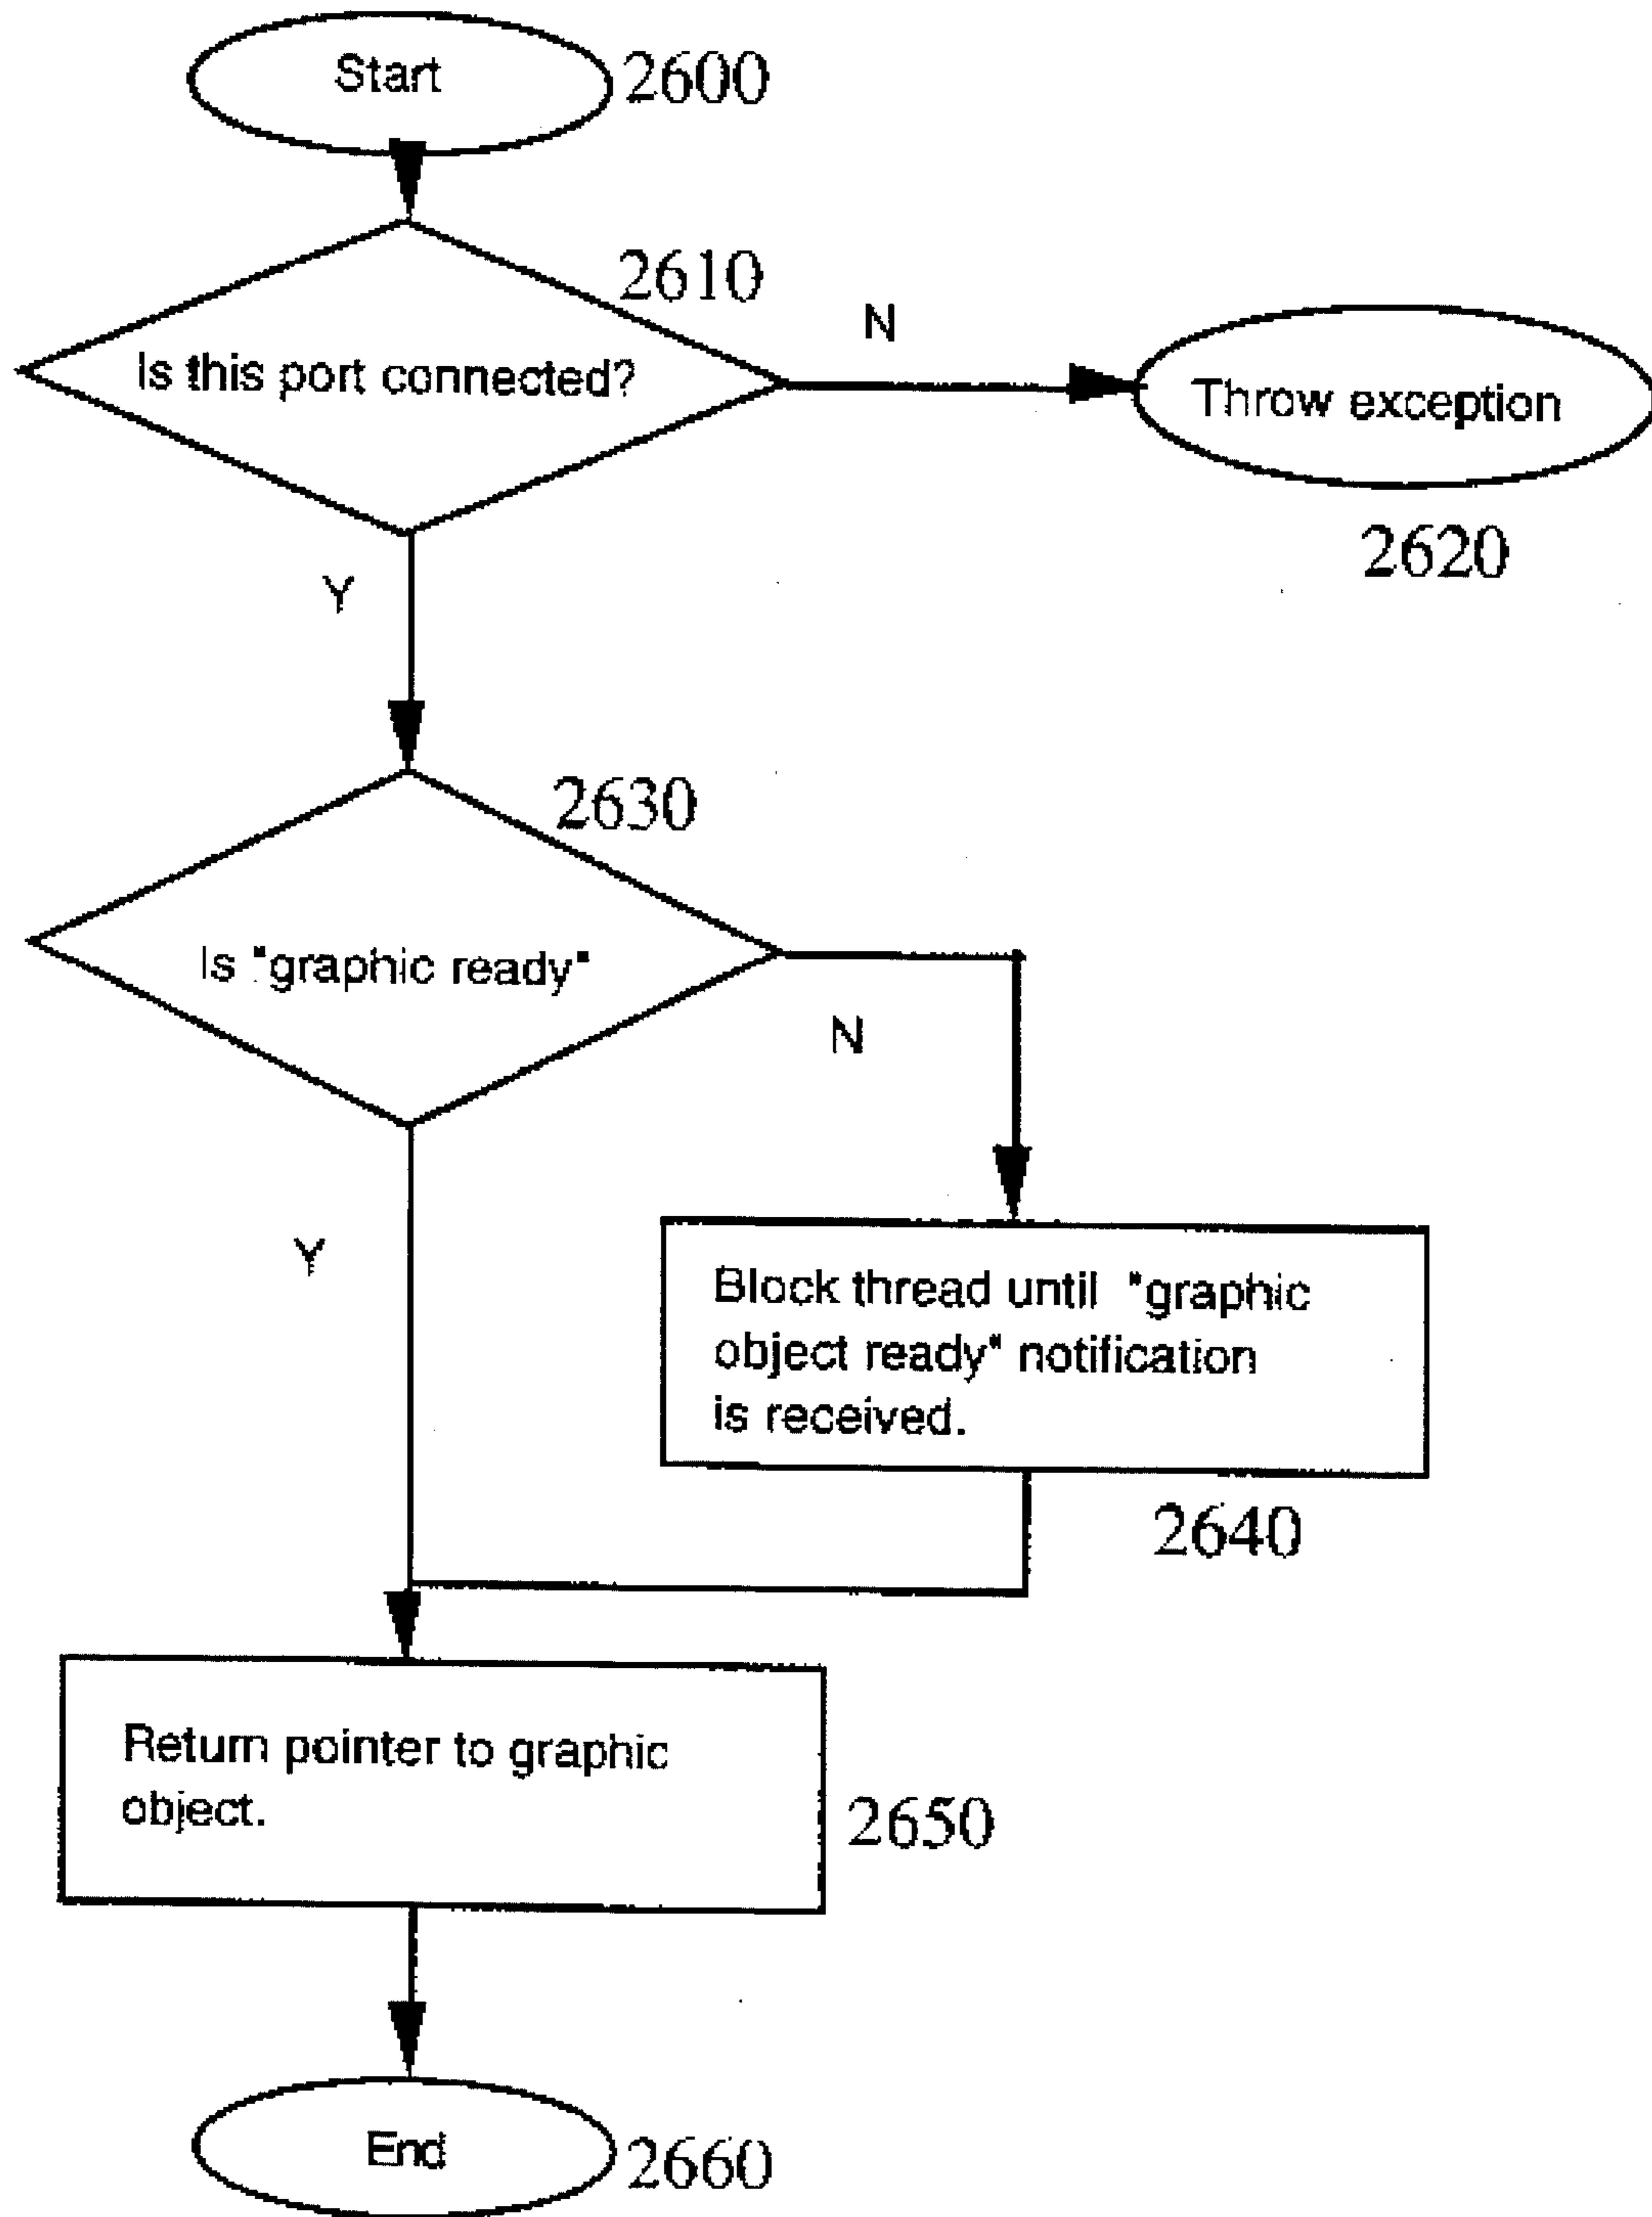 Start
2600
2610
N
Is this port connected?
Throw exception
2620
Y
2630
Is "graphic ready"
N
Y
Block thread until "graphic
object ready" notification
is received.
2640
Return pointer to graphic
object.
2650
End
2660